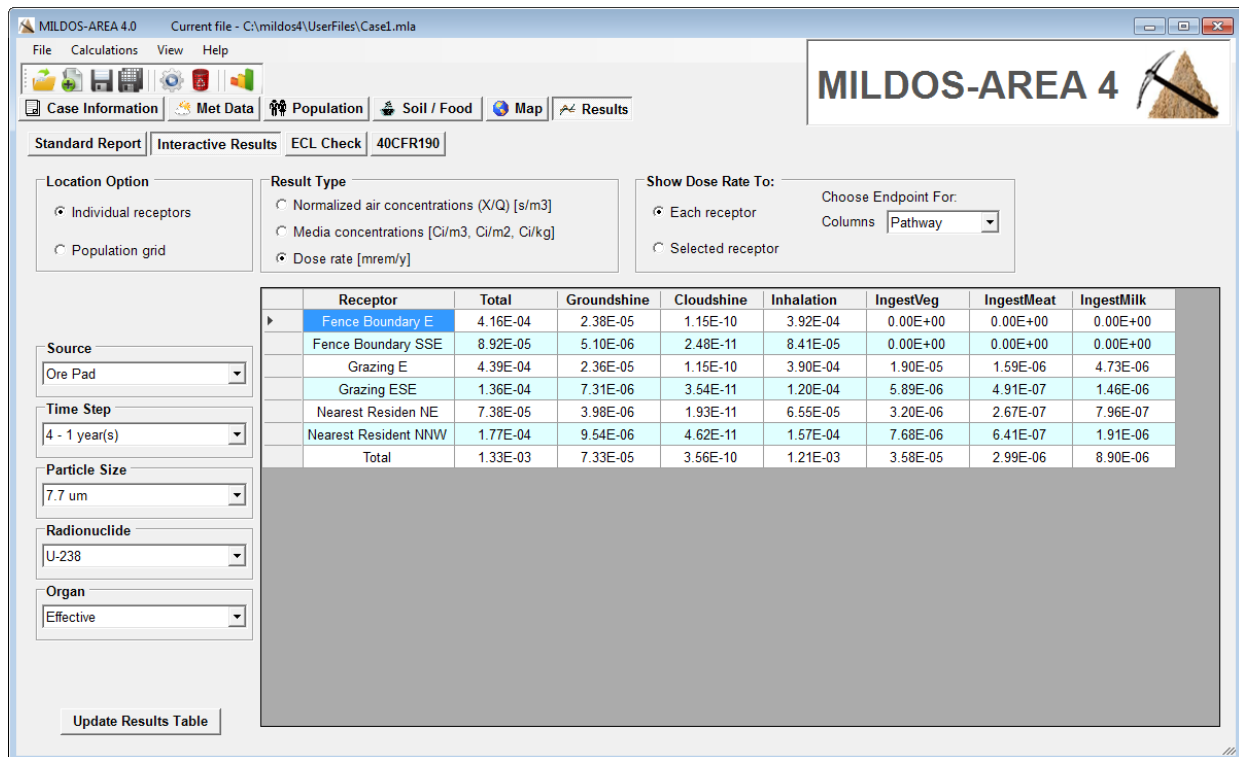 MILDOS-AREA 4.0 Current file - C:\mildos4\UserFiles\Case1.mla
File Calculations View Help
MILDOS-AREA 4
Case Information Met Data Population Soil / Food Map Results
Standard Report Interactive Results ECL Check 40CFR190
Location Option
Individual receptors
Population grid
Result Type
Normalized air concentrations (X/Q) [s/m3]
Media concentrations [Ci/m3, Ci/m2, Ci/kg]
Dose rate [mrem/y]
Show Dose Rate To:
Each receptor
Selected receptor
Choose Endpoint For:
Columns Pathway
Source
Ore Pad
Time Step
4 - 1 year(s)
Particle Size
7.7 um
Radionuclide
U-238
Organ
Effective
Update Results Table
Receptor Total Groundshine Cloudshine Inhalation IngestVeg IngestMeat IngestMilk
Fence Boundary E 4.16E-04 2.38E-05 1.15E-10 3.92E-04 0.00E+00 0.00E+00 0.00E+00
Fence Boundary SSE 8.92E-05 5.10E-06 2.48E-11 8.41E-05 0.00E+00 0.00E+00 0.00E+00
Grazing E 4.39E-04 2.36E-05 1.15E-10 3.90E-04 1.90E-05 1.59E-06 4.73E-06
Grazing ESE 1.36E-04 7.31E-06 3.54E-11 1.20E-04 5.89E-06 4.91E-07 1.46E-06
Nearest Residen NE 7.38E-05 3.98E-06 1.93E-11 6.55E-05 3.20E-06 2.67E-07 7.96E-07
Nearest Resident NNW 1.77E-04 9.54E-06 4.62E-11 1.57E-04 7.68E-06 6.41E-07 1.91E-06
Total 1.33E-03 7.33E-05 3.56E-10 1.21E-03 3.58E-05 2.99E-06 8.90E-06